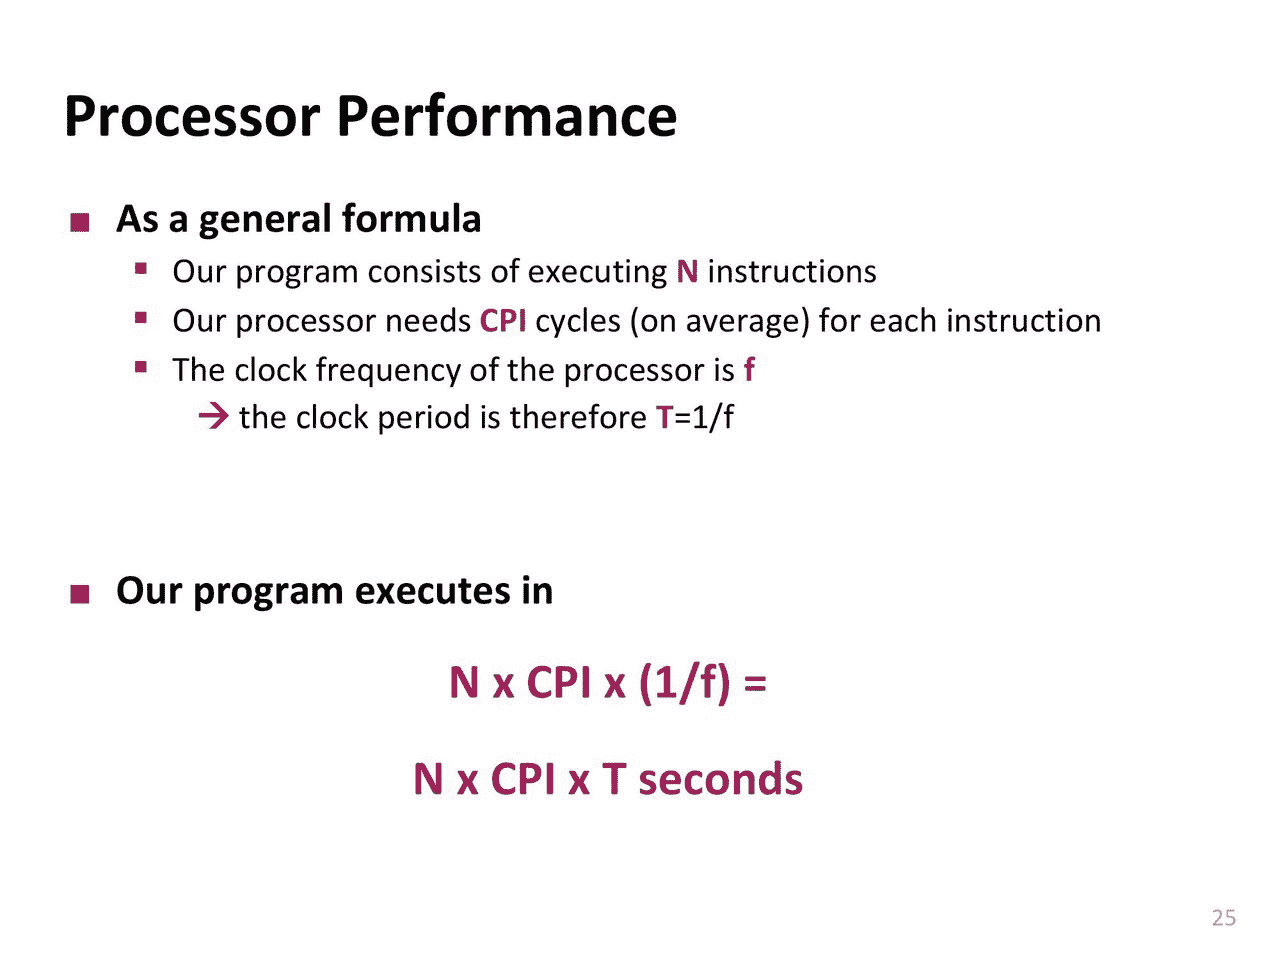 Processor Performance
■ As a general formula
▪ Our program consists of executing N instructions
▪ Our processor needs CPI cycles (on average) for each instruction
▪ The clock frequency of the processor is f
→ the clock period is therefore T=1/f
■ Our program executes in
N x CPI x (1/f) =
N x CPI x T seconds
25